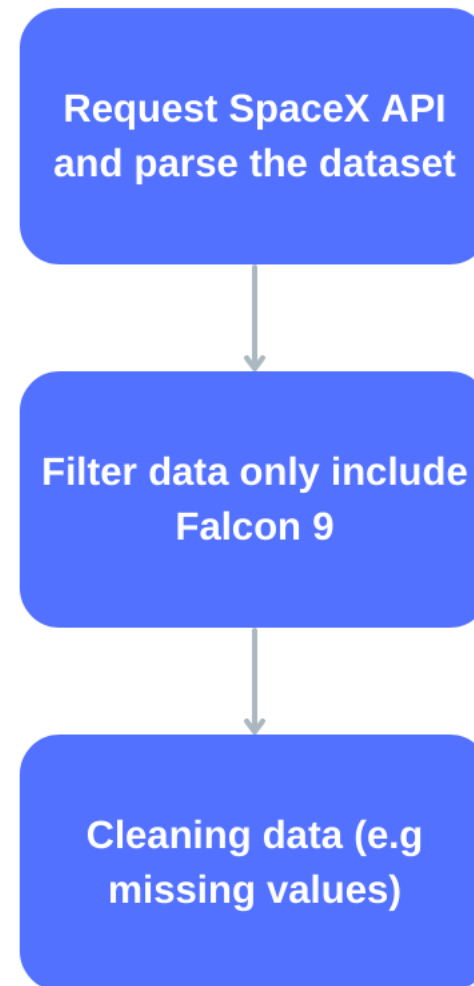 Request SpaceX API
and parse the dataset
Filter data only include
Falcon 9
Cleaning data (e.g
missing values)